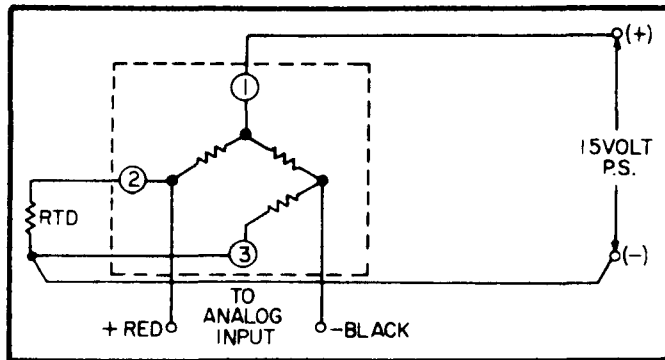 (+)
1
15VOLT
P.S.
2
RTD
3
(-)
TO
ANALOG
INPUT
+RED
-BLACK